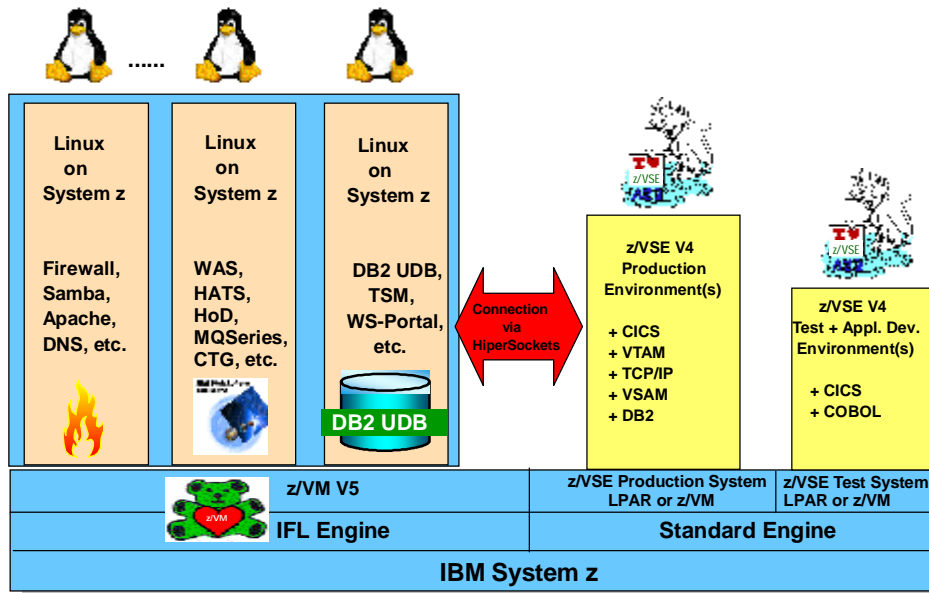 ......
Linux
on
System z
Firewall,
Samba,
Apache,
DNS, etc.
Linux
on
System z
WAS,
HATS,
HoD,
MQSeries,
CTG, etc.
Linux
on
System z
DB2 UDB,
TSM,
WS-Portal,
etc.
DB2 UDB
Connection
via
HiperSockets
I
z/VSE
z/VSE V4
Production
Environment(s)
+ CICS
+ VTAM
+ TCP/IP
+ VSAM
+ DB2
I
z/VSE
z/VSE V4
Test + Appl. Dev.
Environment(s)
+ CICS
+ COBOL
z/VM V5
z/VM
z/VSE Production System
LPAR or z/VM
z/VSE Test System
LPAR or z/VM
IFL Engine
Standard Engine
IBM System z